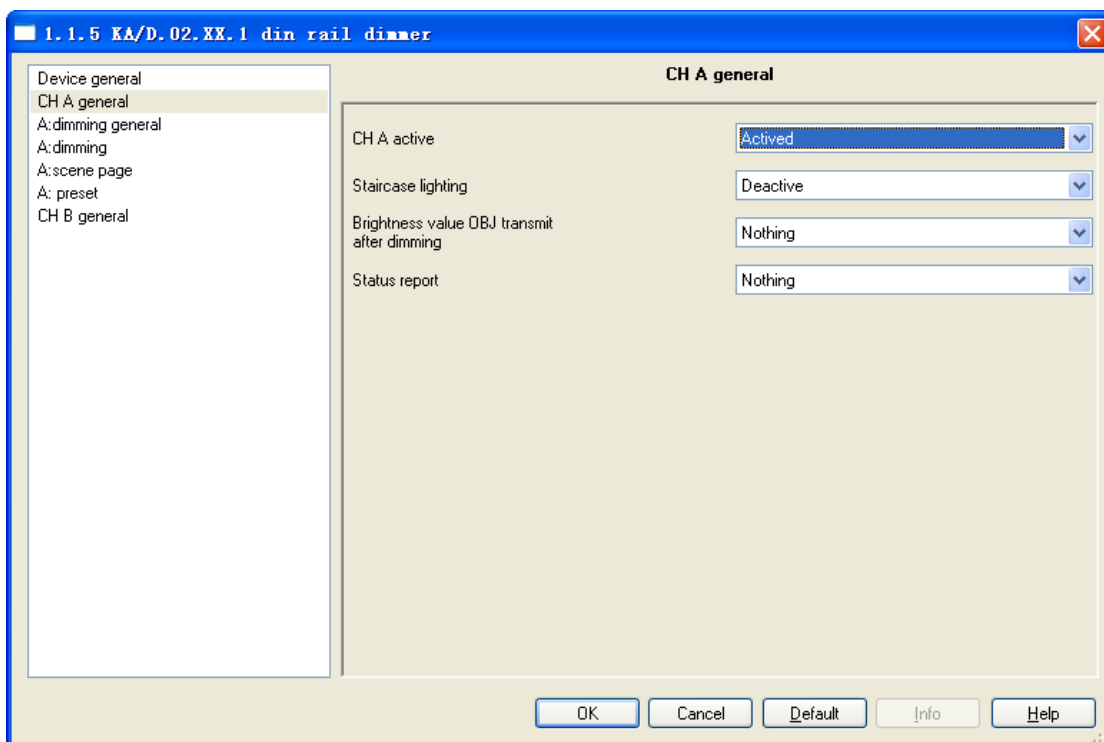 1.1.5 KA/D.02.XX.1 din rail dimmer
Device general
CH A general
A:dimming general
A:dimming
A:scene page
A: preset
CH B general
CH A general
CH A active
Actived
Staircase lighting
Deactive
Brightness value OBJ transmit
after dimming
Nothing
Status report
Nothing
OK
Cancel
Default
Info
Help